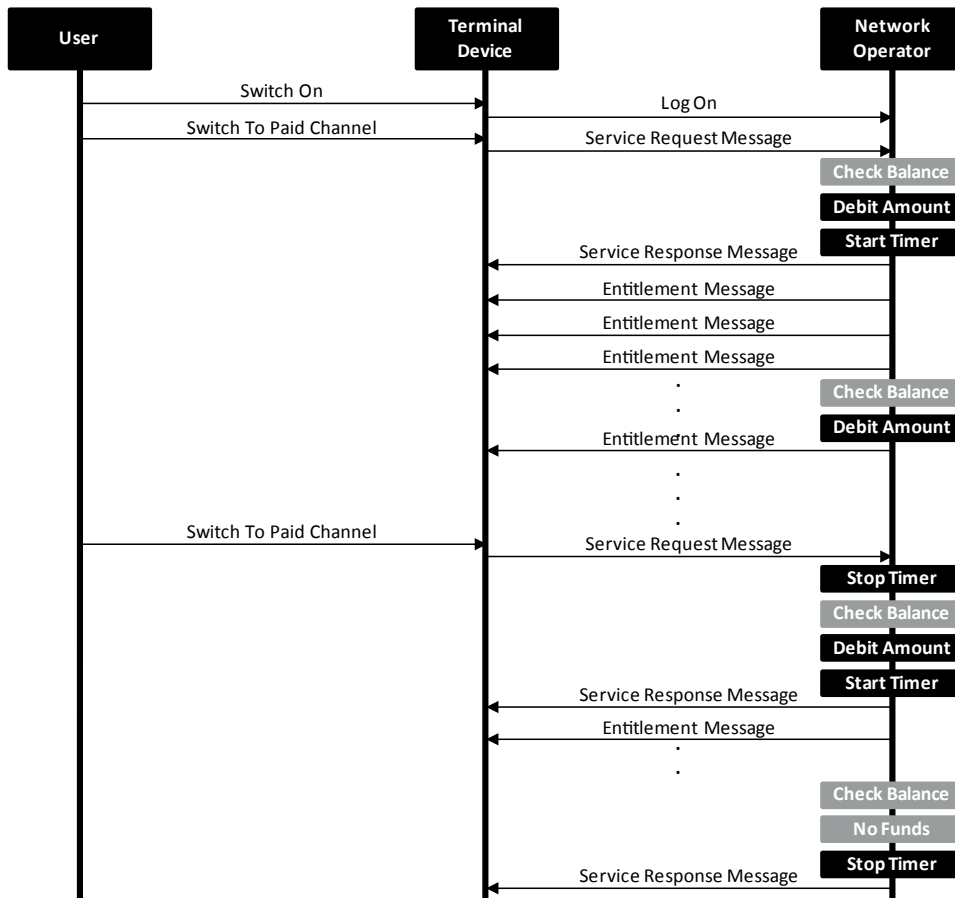 User
Terminal
Device
Network
Operator
Switch On
Log On
Switch To Paid Channel
Service Request Message
Check Balance
Debit Amount
Start Timer
Service Response Message
Entitlement Message
Entitlement Message
Entitlement Message
Check Balance
Debit Amount
Entitlement Message
Switch To Paid Channel
Service Request Message
Stop Timer
Check Balance
Debit Amount
Start Timer
Service Response Message
Entitlement Message
Check Balance
No Funds
Stop Timer
Service Response Message